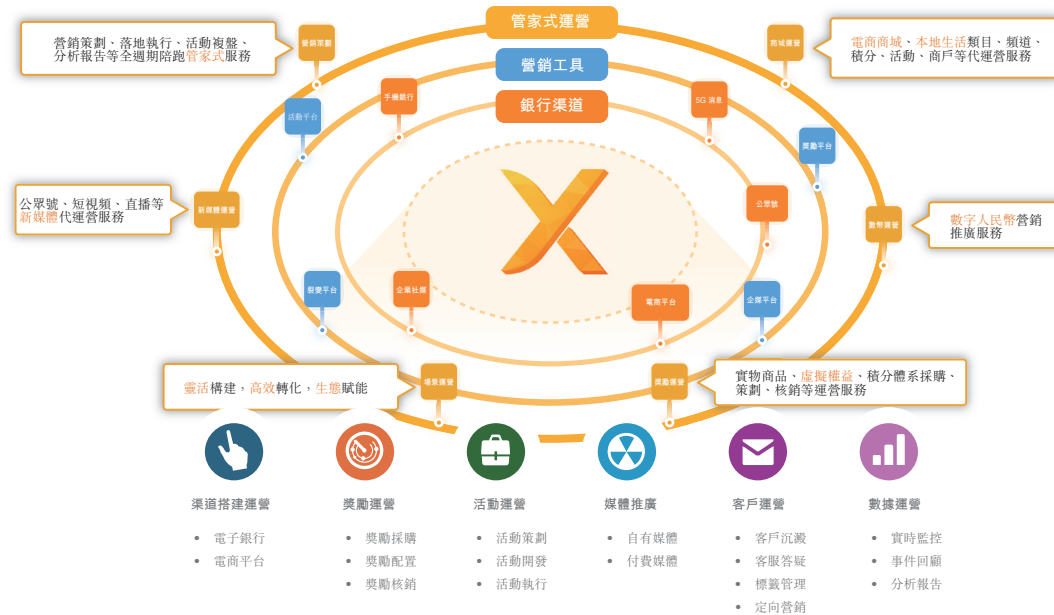 管家式運營
營銷策劃、落地執行、活動複盤、
分析報告等全週期陪跑管家式服務
營銷策劃
商城運營
電商商城、本地生活類目、頻道、
積分、活動、商戶等代運營服務
營銷工具
手機銀行
銀行渠道
5G 消息
活動平台
獎勵平台
公眾號、短視頻、直播等
新媒體代運營服務
新媒體運營
公眾號
數幣運營
數字人民幣營銷
推廣服務
裂變平台
企業社媒
電商平台
企媒平台
靈活構建，高效轉化，生態賦能
場景運營
獎勵運營
實物商品、虛擬權益、積分體系採購、
策劃、核銷等運營服務
渠道搭建運營
• 電子銀行
• 電商平台
獎勵運營
• 獎勵採購
• 獎勵配置
• 獎勵核銷
活動運營
• 活動策劃
• 活動開發
• 活動執行
媒體推廣
• 自有媒體
• 付費媒體
客戶運營
• 客戶沉澱
• 客服答疑
• 標籤管理
• 定向營銷
數據運營
• 實時監控
• 事件回顧
• 分析報告